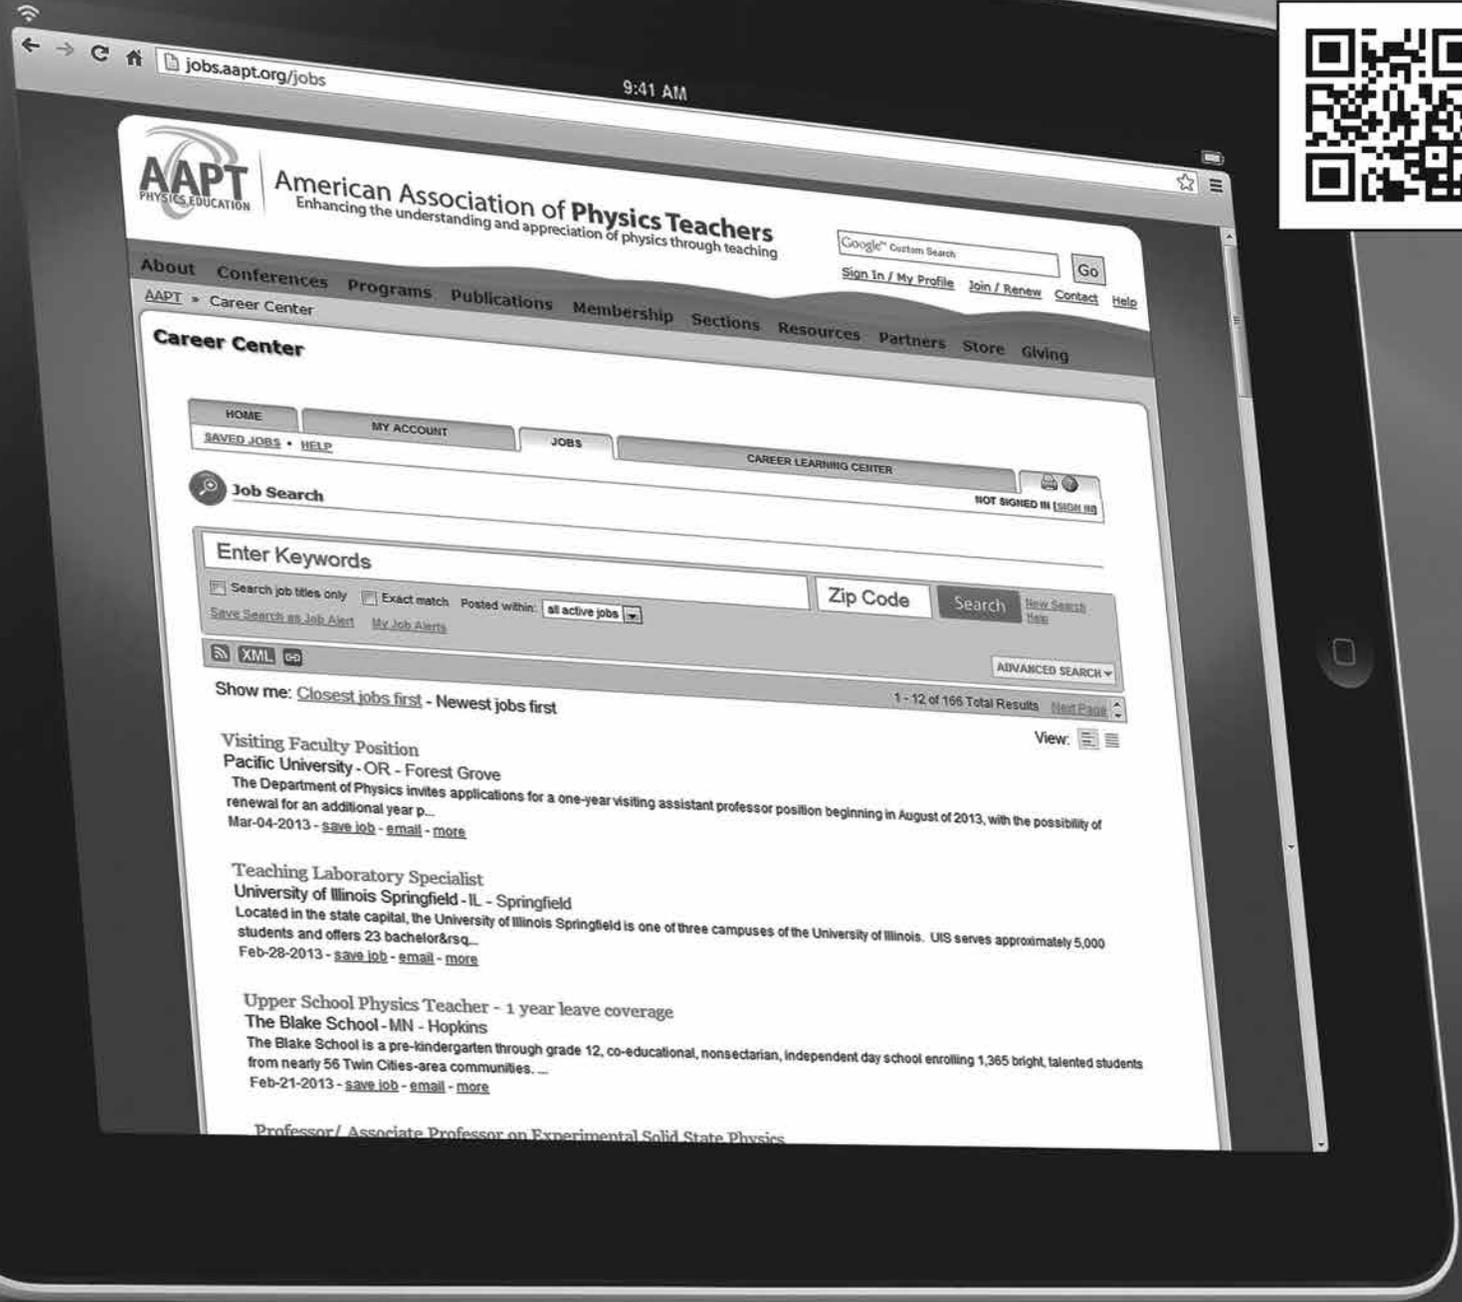 jobs.aapt.org/jobs
9:41 AM
AAPT
PHYSICS EDUCATION
American Association of Physics Teachers
Enhancing the understanding and appreciation of physics through teaching
Google™ Custom Search
Go
Sign In / My Profile Join / Renew Contact Help
About Conferences Programs Publications Membership Sections Resources Partners Store Giving
AAPT » Career Center
Career Center
HOME MY ACCOUNT JOBS CAREER LEARNING CENTER
SAVED JOBS • HELP
NOT SIGNED IN [SIGN IN]
Job Search
Enter Keywords
Zip Code
Search
New Search
Help
Search job titles only Exact match Posted within: all active jobs
Save Search as Job Alert My Job Alerts
ADVANCED SEARCH
XML
1 - 12 of 166 Total Results Next Page
Show me: Closest jobs first - Newest jobs first
View:
Visiting Faculty Position
Pacific University - OR - Forest Grove
The Department of Physics invites applications for a one-year visiting assistant professor position beginning in August of 2013, with the possibility of
renewal for an additional year p...
Mar-04-2013 - save job - email - more
Teaching Laboratory Specialist
University of Illinois Springfield - IL - Springfield
Located in the state capital, the University of Illinois Springfield is one of three campuses of the University of Illinois. UIS serves approximately 5,000
students and offers 23 bachelor&rsq...
Feb-28-2013 - save job - email - more
Upper School Physics Teacher - 1 year leave coverage
The Blake School - MN - Hopkins
The Blake School is a pre-kindergarten through grade 12, co-educational, nonsectarian, independent day school enrolling 1,365 bright, talented students
from nearly 56 Twin Cities-area communities. ...
Feb-21-2013 - save job - email - more
Professor/ Associate Professor on Experimental Solid State Physics